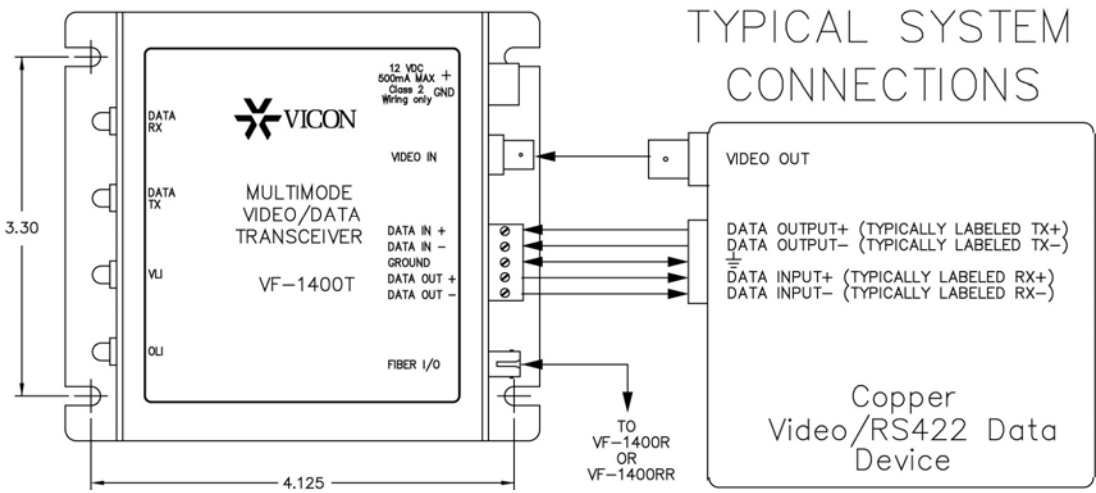 TYPICAL SYSTEM
CONNECTIONS
12 VDC
500mA MAX +
Class 2 GND
Wiring only
DATA
RX
VICON
VIDEO IN
DATA
TX
MULTIMODE
VIDEO/DATA
TRANSCEIVER
VF-1400T
DATA IN +
DATA IN -
GROUND
DATA OUT +
DATA OUT -
VLI
OLI
FIBER I/O
3.30
4.125
TO
VF-1400R
OR
VF-1400RR
VIDEO OUT
DATA OUTPUT+ (TYPICALLY LABELED TX+)
DATA OUTPUT- (TYPICALLY LABELED TX-)
DATA INPUT+ (TYPICALLY LABELED RX+)
DATA INPUT- (TYPICALLY LABELED RX-)
Copper
Video/RS422 Data
Device